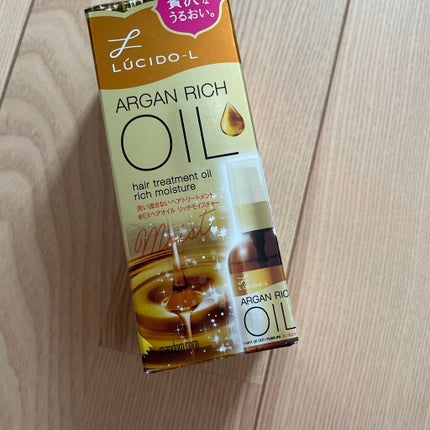 贅沢な
うるおい。
LÚCIDO-L
ARGAN RICH
OIL
hair treatment oil
rich moisture
洗い流さないヘアトリートメント
#EXヘアオイル リッチモイスチャー
Moist
LÚCIDO-L
ARGAN RICH
OIL